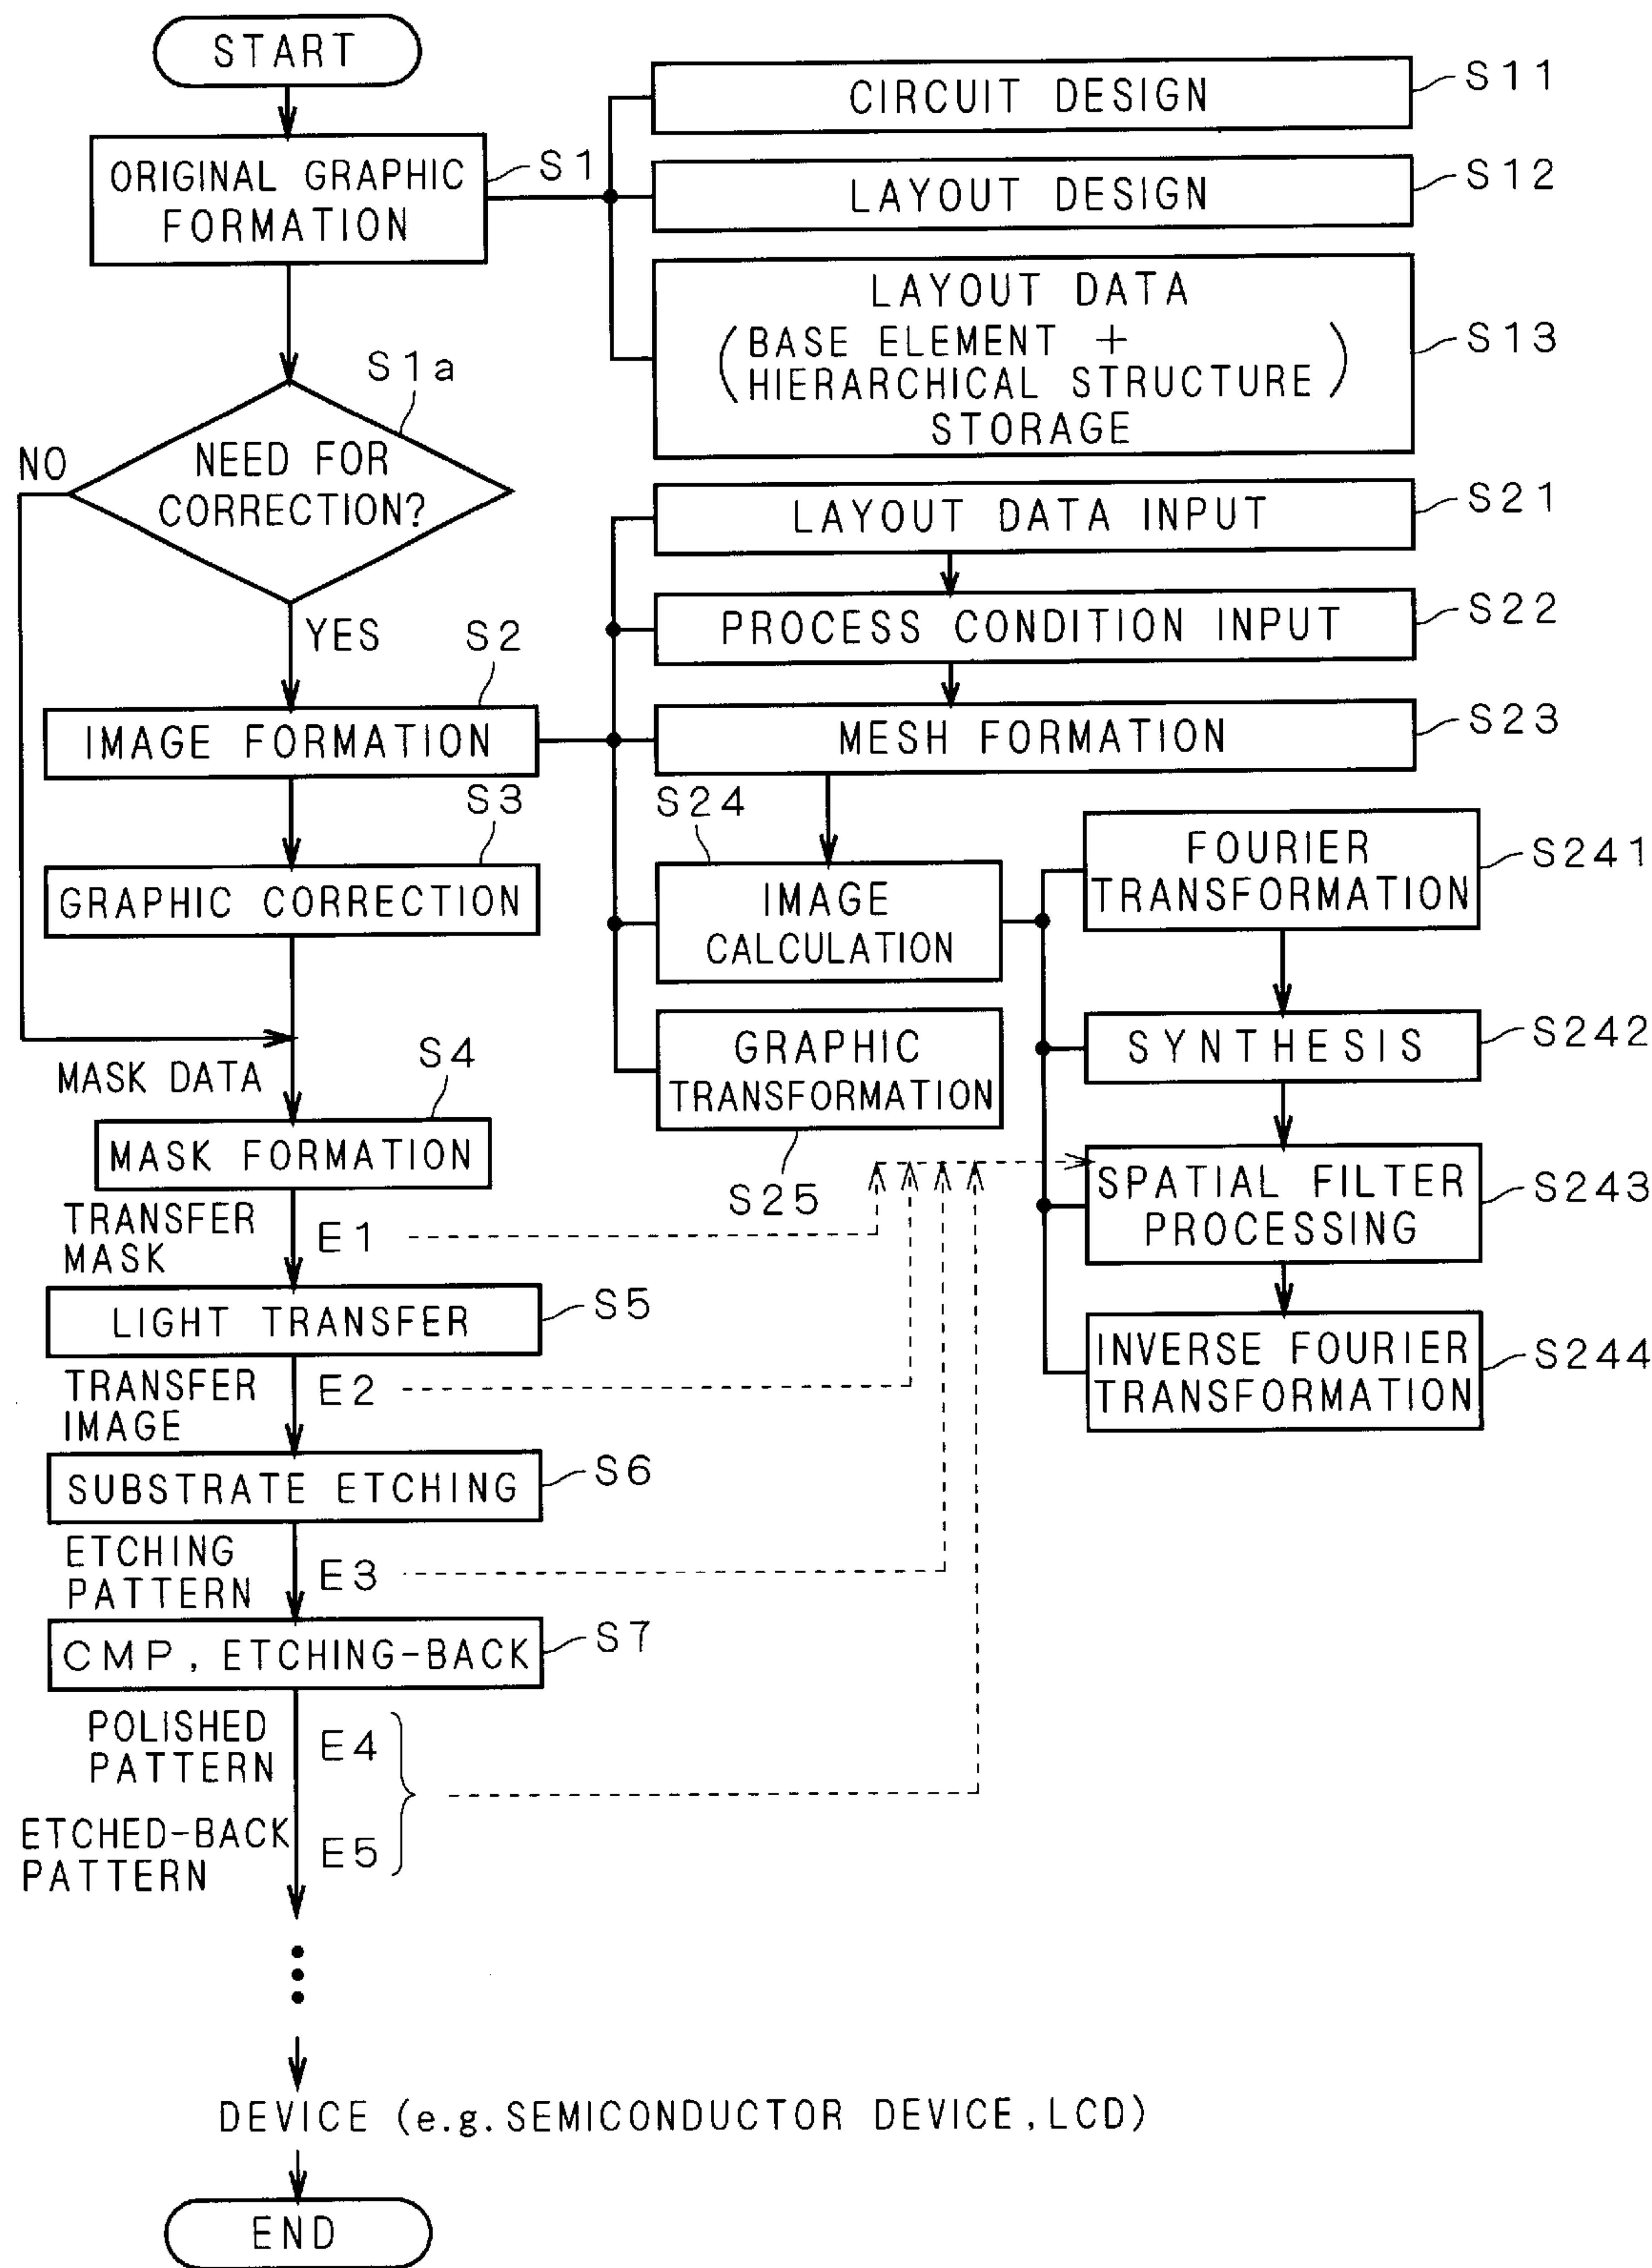 START
ORIGINAL GRAPHIC
FORMATION
S1
CIRCUIT DESIGN
S11
LAYOUT DESIGN
S12
LAYOUT DATA
(BASE ELEMENT +
HIERARCHICAL STRUCTURE)
STORAGE
S13
S1a
NEED FOR
CORRECTION?
NO
YES
S2
IMAGE FORMATION
LAYOUT DATA INPUT
S21
PROCESS CONDITION INPUT
S22
MESH FORMATION
S23
S24
IMAGE
CALCULATION
FOURIER
TRANSFORMATION
S241
SYNTHESIS
S242
SPATIAL FILTER
PROCESSING
S243
INVERSE FOURIER
TRANSFORMATION
S244
GRAPHIC
TRANSFORMATION
S25
S3
GRAPHIC CORRECTION
MASK DATA
S4
MASK FORMATION
TRANSFER
MASK
E1
LIGHT TRANSFER
S5
TRANSFER
IMAGE
E2
SUBSTRATE ETCHING
S6
ETCHING
PATTERN
E3
CMP, ETCHING-BACK
S7
POLISHED
PATTERN
E4
ETCHED-BACK
PATTERN
E5
DEVICE (e.g. SEMICONDUCTOR DEVICE, LCD)
END